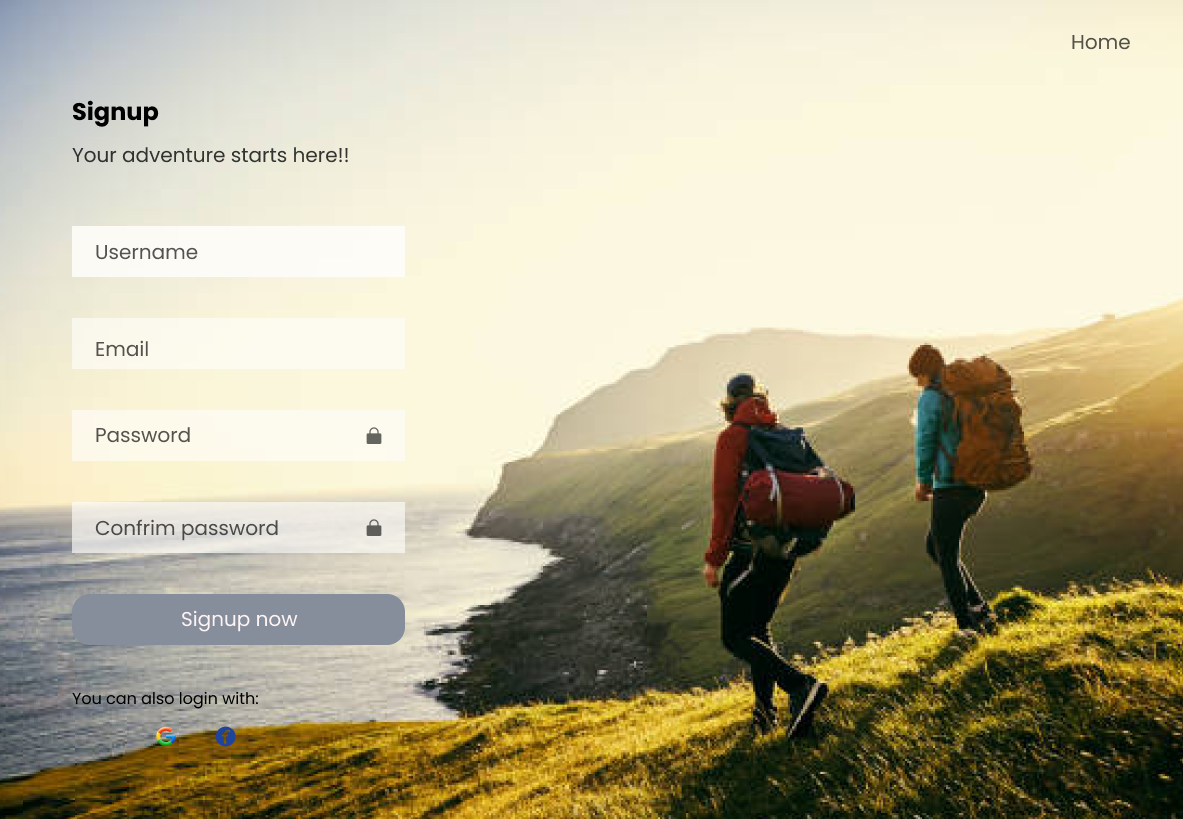 Home
Signup
Your adventure starts here!!
Username
Email
Password
Confrim password
Signup now
You can also login with: